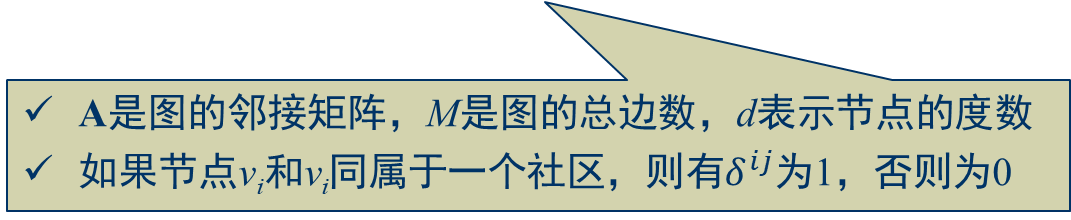 ✓ A是图的邻接矩阵，M是图的总边数，d表示节点的度数
✓ 如果节点vᵢ和vᵢ同属于一个社区，则有δⁱʲ为1，否则为0